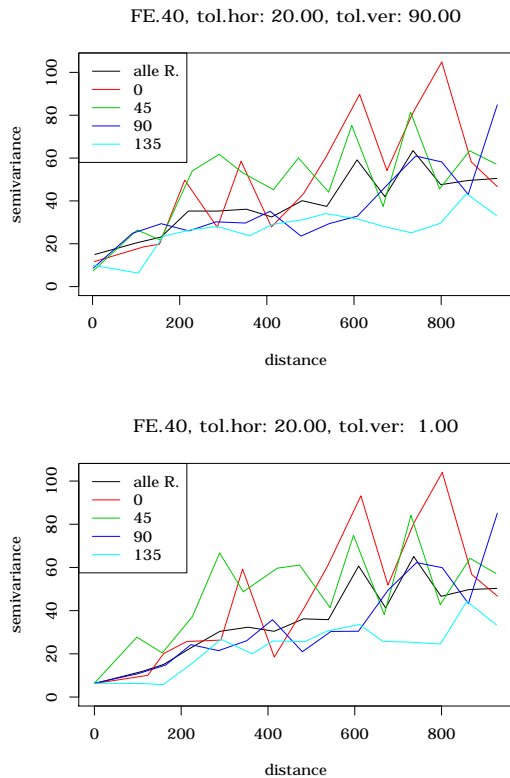 FE.40, tol.hor: 20.00, tol.ver: 90.00
alle R.
0
45
90
135
semivariance
0 20 40 60 80 100
0 200 400 600 800
distance
FE.40, tol.hor: 20.00, tol.ver:  1.00
alle R.
0
45
90
135
semivariance
0 20 40 60 80 100
0 200 400 600 800
distance